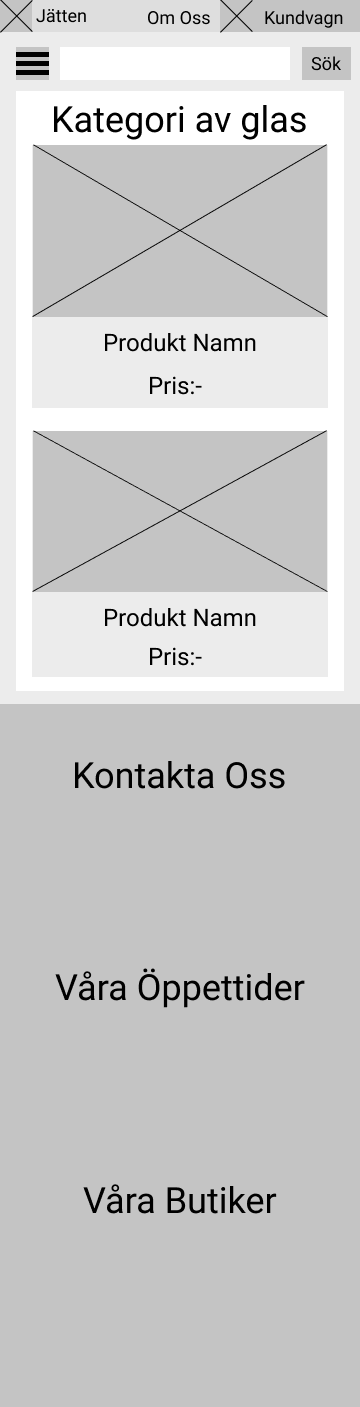 Jätten Om Oss Kundvagn
Sök
Kategori av glas
Produkt Namn
Pris:-
Produkt Namn
Pris:-
Kontakta Oss
Våra Öppettider
Våra Butiker